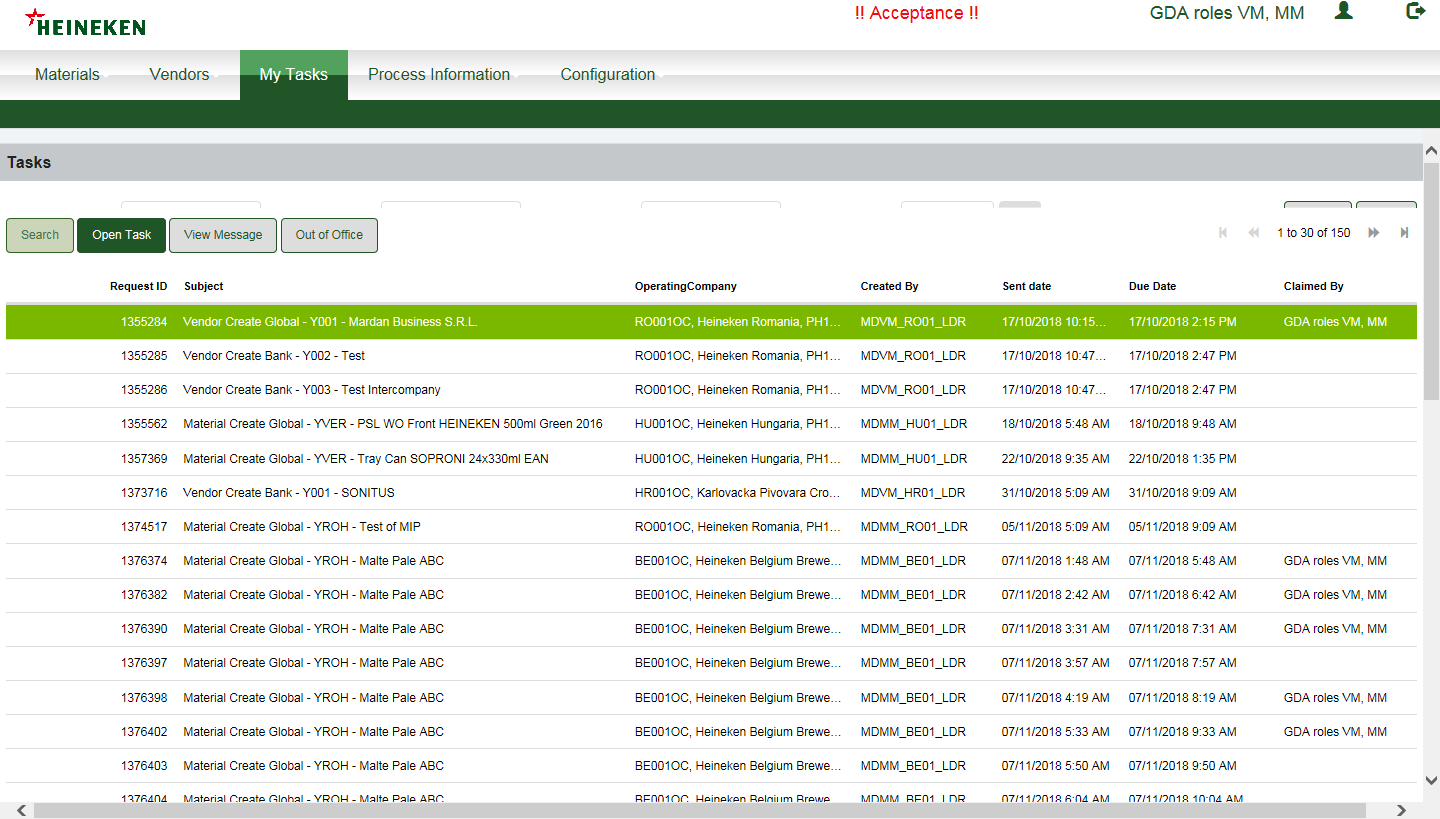 HEINEKEN
!! Acceptance !!
GDA roles VM, MM
Materials Vendors My Tasks Process Information Configuration
Tasks
Search Open Task View Message Out of Office 1 to 30 of 150
Request ID Subject OperatingCompany Created By Sent date Due Date Claimed By
1355284 Vendor Create Global - Y001 - Mardan Business S.R.L. RO001OC, Heineken Romania, PH1... MDVM_RO01_LDR 17/10/2018 10:15... 17/10/2018 2:15 PM GDA roles VM, MM
1355285 Vendor Create Bank - Y002 - Test RO001OC, Heineken Romania, PH1... MDVM_RO01_LDR 17/10/2018 10:47... 17/10/2018 2:47 PM
1355286 Vendor Create Bank - Y003 - Test Intercompany RO001OC, Heineken Romania, PH1... MDVM_RO01_LDR 17/10/2018 10:47... 17/10/2018 2:47 PM
1355562 Material Create Global - YVER - PSL WO Front HEINEKEN 500ml Green 2016 HU001OC, Heineken Hungaria, PH1... MDMM_HU01_LDR 18/10/2018 5:48 AM 18/10/2018 9:48 AM
1357369 Material Create Global - YVER - Tray Can SOPRONI 24x330ml EAN HU001OC, Heineken Hungaria, PH1... MDMM_HU01_LDR 22/10/2018 9:35 AM 22/10/2018 1:35 PM
1373716 Vendor Create Bank - Y001 - SONITUS HR001OC, Karlovacka Pivovara Cro... MDVM_HR01_LDR 31/10/2018 5:09 AM 31/10/2018 9:09 AM
1374517 Material Create Global - YROH - Test of MIP RO001OC, Heineken Romania, PH1... MDMM_RO01_LDR 05/11/2018 5:09 AM 05/11/2018 9:09 AM
1376374 Material Create Global - YROH - Malte Pale ABC BE001OC, Heineken Belgium Brewe... MDMM_BE01_LDR 07/11/2018 1:48 AM 07/11/2018 5:48 AM GDA roles VM, MM
1376382 Material Create Global - YROH - Malte Pale ABC BE001OC, Heineken Belgium Brewe... MDMM_BE01_LDR 07/11/2018 2:42 AM 07/11/2018 6:42 AM GDA roles VM, MM
1376390 Material Create Global - YROH - Malte Pale ABC BE001OC, Heineken Belgium Brewe... MDMM_BE01_LDR 07/11/2018 3:31 AM 07/11/2018 7:31 AM GDA roles VM, MM
1376397 Material Create Global - YROH - Malte Pale ABC BE001OC, Heineken Belgium Brewe... MDMM_BE01_LDR 07/11/2018 3:57 AM 07/11/2018 7:57 AM
1376398 Material Create Global - YROH - Malte Pale ABC BE001OC, Heineken Belgium Brewe... MDMM_BE01_LDR 07/11/2018 4:19 AM 07/11/2018 8:19 AM GDA roles VM, MM
1376402 Material Create Global - YROH - Malte Pale ABC BE001OC, Heineken Belgium Brewe... MDMM_BE01_LDR 07/11/2018 5:33 AM 07/11/2018 9:33 AM GDA roles VM, MM
1376403 Material Create Global - YROH - Malte Pale ABC BE001OC, Heineken Belgium Brewe... MDMM_BE01_LDR 07/11/2018 5:50 AM 07/11/2018 9:50 AM
1376404 Material Create Global - YROH - Malte Pale ABC BE001OC, Heineken Belgium Brewe... MDMM_BE01_LDR 07/11/2018 6:04 AM 07/11/2018 10:04 AM